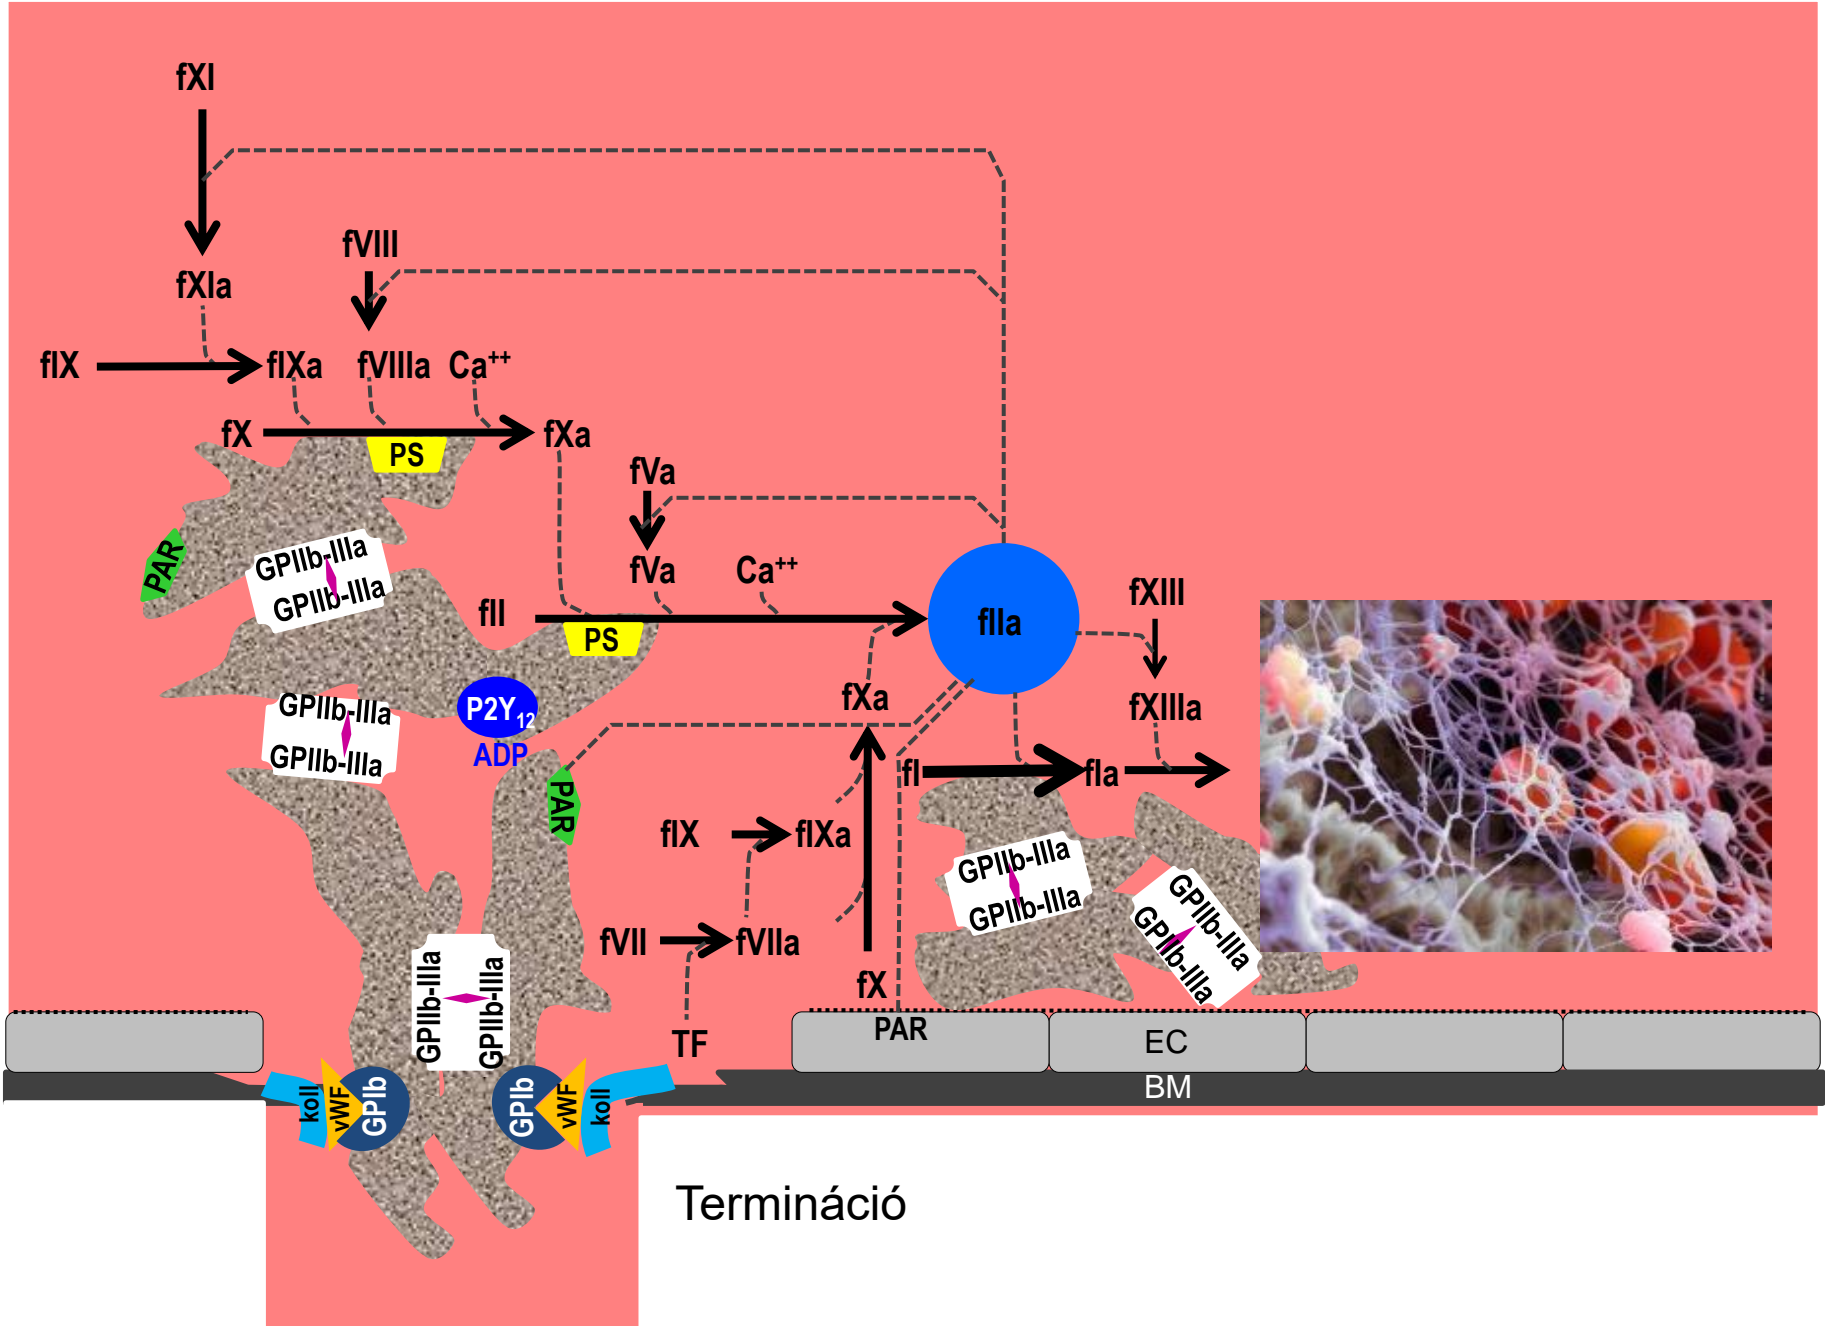 fXI
fVIII
fXIa
fIX
fIXa
fVIIIa
Ca++
fX
fXa
PS
fVa
PAR
GPIIb-IIIa
GPIIb-IIIa
fVa
Ca++
fII
fIIa
fXIII
PS
fXa
fXIIIa
GPIIb-IIIa
P2Y12
GPIIb-IIIa
ADP
fI
fIa
PAR
fIX
fIXa
GPIIb-IIIa
GPIIb-IIIa
GPIIb-IIIa
GPIIb-IIIa
fVII
fVIIa
fX
GPIIb-IIIa
GPIIb-IIIa
TF
PAR
EC
BM
koll
vWF
GPIb
GPIb
vWF
koll
Termináció